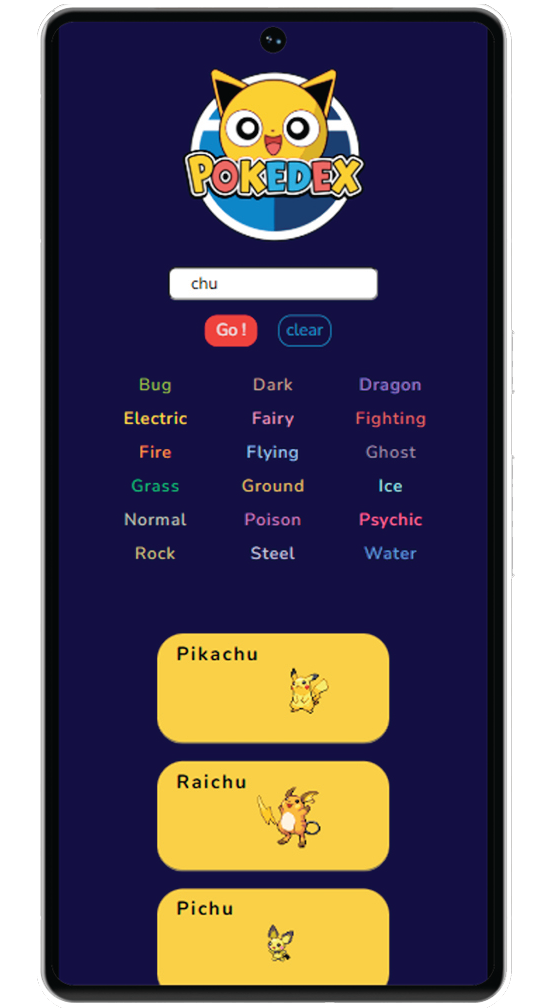 POKEDEX
chu
Go ! clear
Bug Dark Dragon
Electric Fairy Fighting
Fire Flying Ghost
Grass Ground Ice
Normal Poison Psychic
Rock Steel Water
Pikachu
Raichu
Pichu